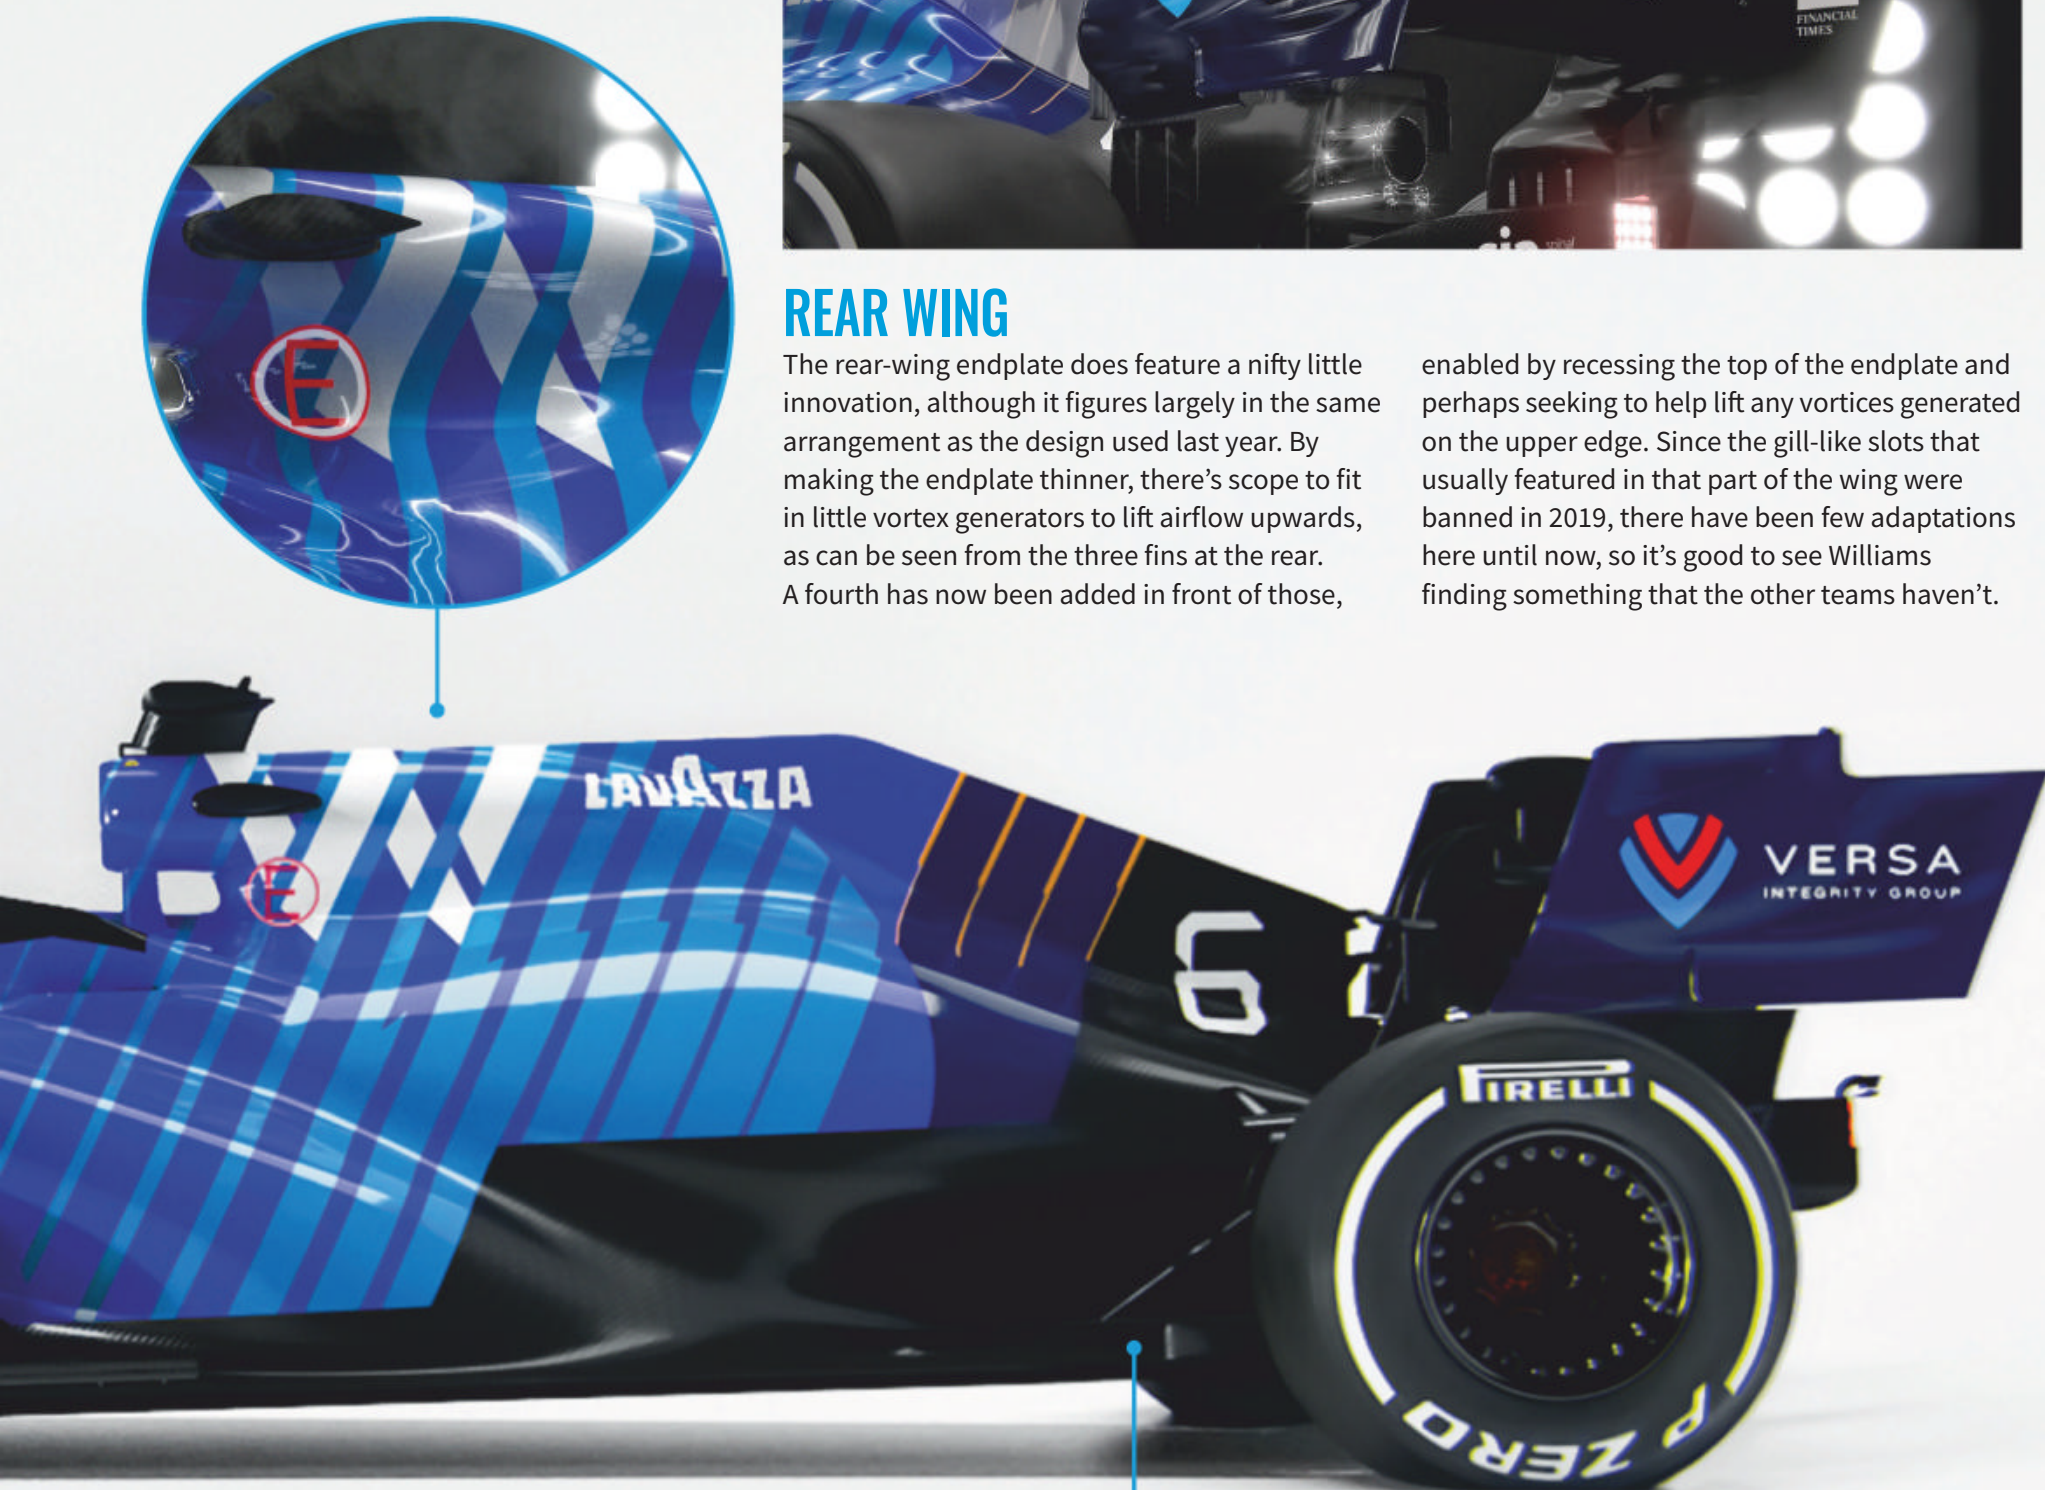 FINANCIAL
TIMES
REAR WING
The rear-wing endplate does feature a nifty little
innovation, although it figures largely in the same
arrangement as the design used last year. By
making the endplate thinner, there’s scope to fit
in little vortex generators to lift airflow upwards,
as can be seen from the three fins at the rear.
A fourth has now been added in front of those,
enabled by recessing the top of the endplate and
perhaps seeking to help lift any vortices generated
on the upper edge. Since the gill-like slots that
usually featured in that part of the wing were
banned in 2019, there have been few adaptations
here until now, so it’s good to see Williams
finding something that the other teams haven’t.
E
LAVAZZA
E
VERSA
INTEGRITY GROUP
6
PIRELLI
P ZERO